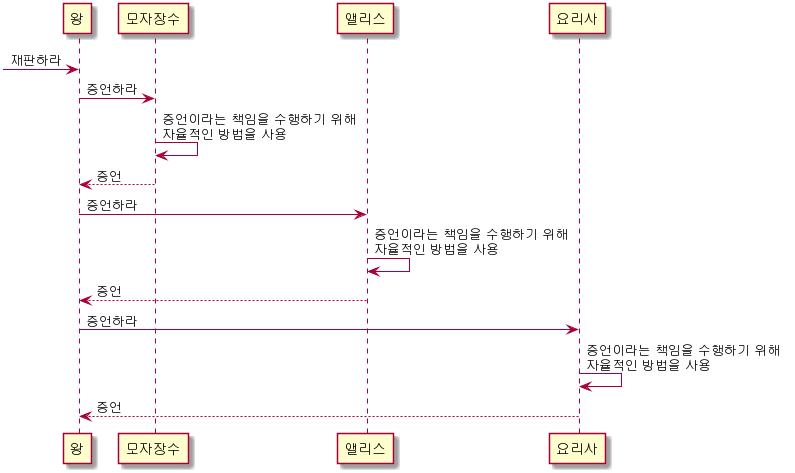 왕 모자장수 앨리스 요리사
재판하라
증언하라
증언이라는 책임을 수행하기 위해
자율적인 방법을 사용
증언
증언하라
증언이라는 책임을 수행하기 위해
자율적인 방법을 사용
증언
증언하라
증언이라는 책임을 수행하기 위해
자율적인 방법을 사용
증언
왕 모자장수 앨리스 요리사